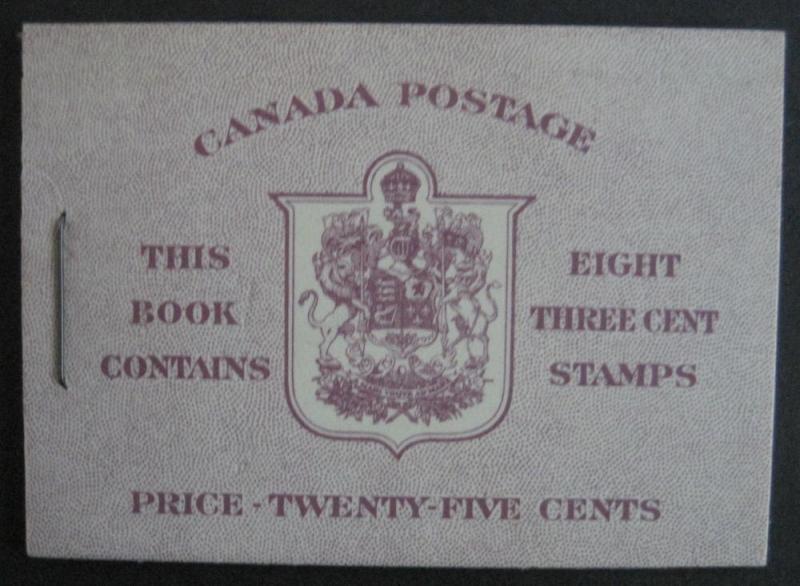 CANADA POSTAGE
THIS
BOOK
CONTAINS
EIGHT
THREE CENT
STAMPS
PRICE - TWENTY-FIVE CENTS